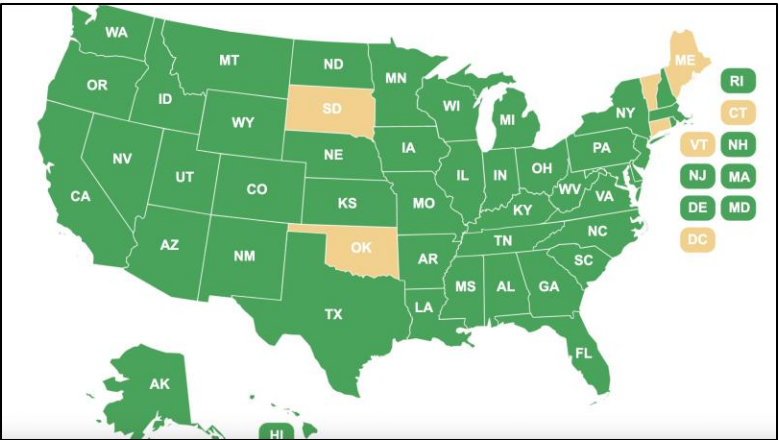 WA
MT
ND
MN
OR
ID
SD
WI
MI
NY
ME
RI
CT
WY
VT
NH
NV
NE
IA
PA
UT
CO
IL
IN
OH
NJ
MA
CA
KS
MO
WV
VA
KY
DE
MD
AZ
NM
OK
AR
TN
NC
DC
SC
MS
AL
GA
TX
LA
FL
AK
HI